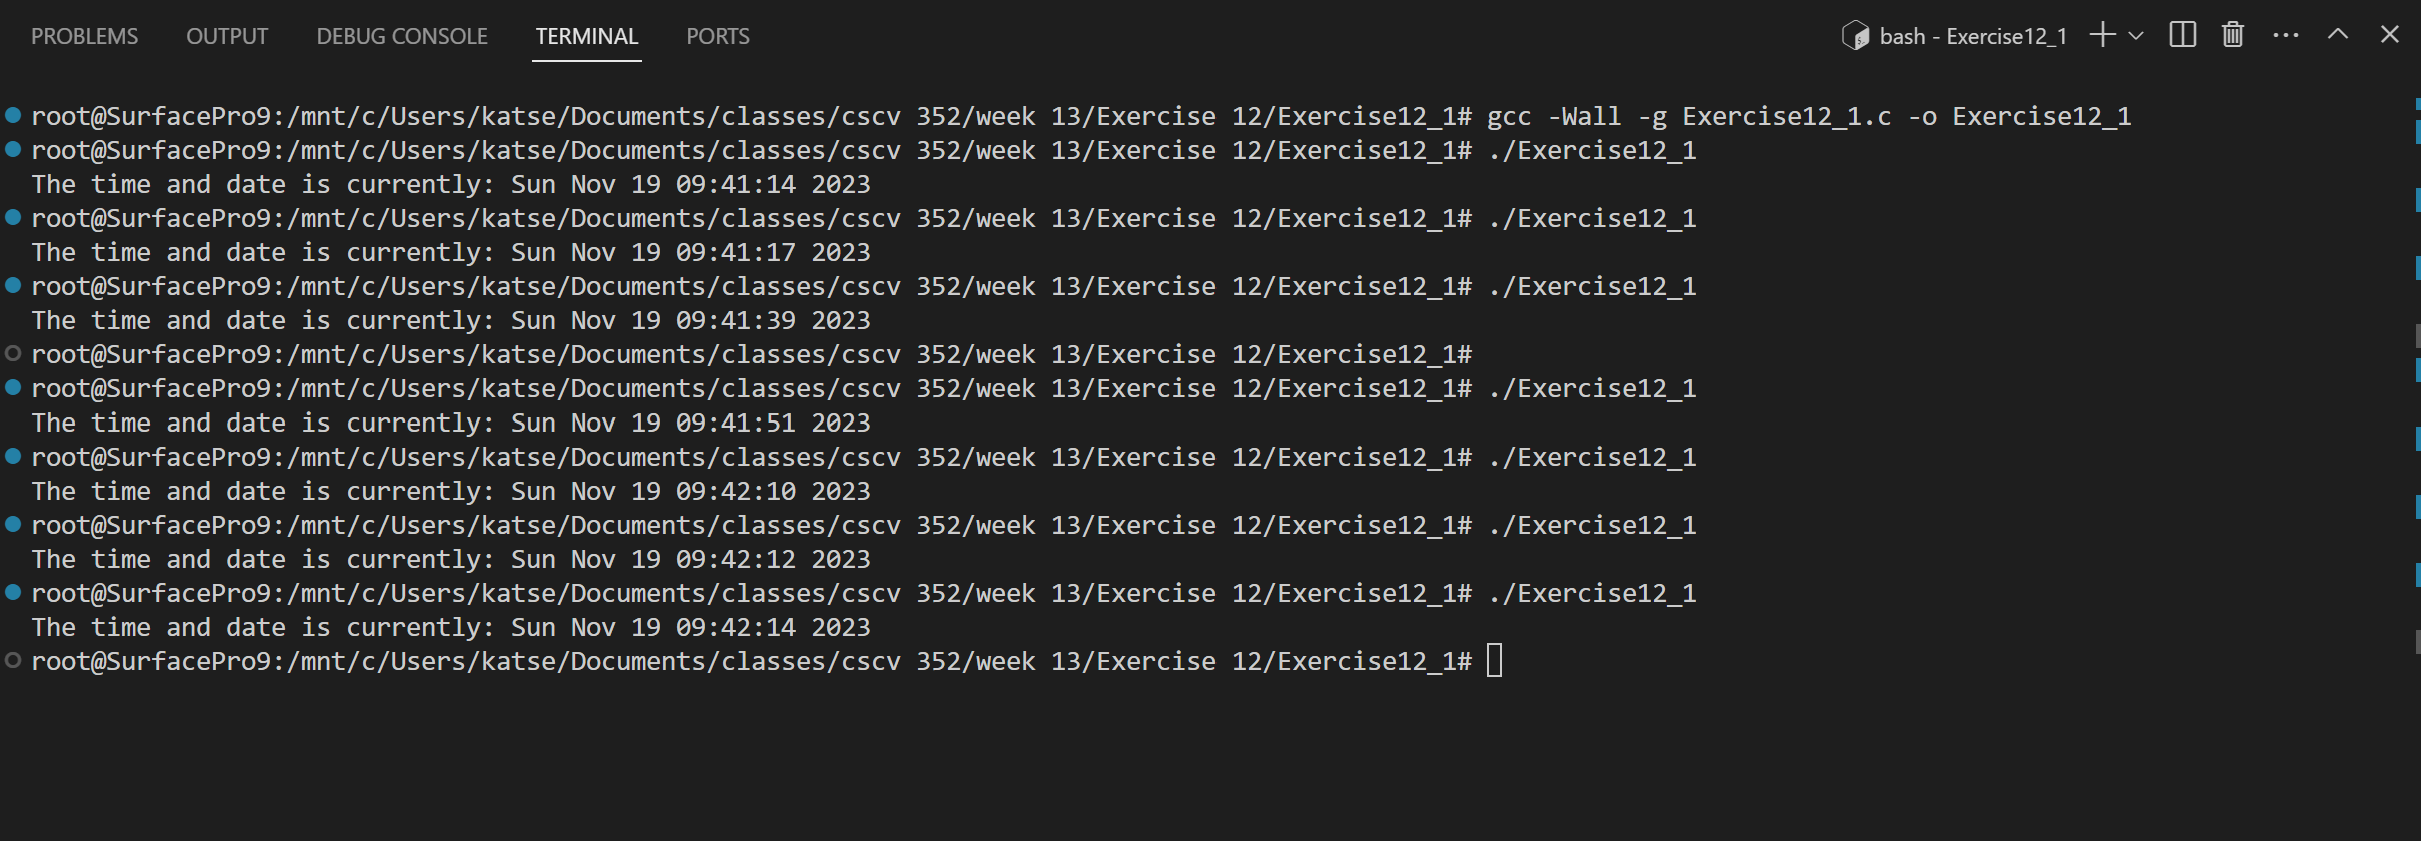 PROBLEMS OUTPUT DEBUG CONSOLE TERMINAL PORTS bash - Exercise12_1
root@SurfacePro9:/mnt/c/Users/katse/Documents/classes/cscv 352/week 13/Exercise 12/Exercise12_1# gcc -Wall -g Exercise12_1.c -o Exercise12_1
root@SurfacePro9:/mnt/c/Users/katse/Documents/classes/cscv 352/week 13/Exercise 12/Exercise12_1# ./Exercise12_1
The time and date is currently: Sun Nov 19 09:41:14 2023
root@SurfacePro9:/mnt/c/Users/katse/Documents/classes/cscv 352/week 13/Exercise 12/Exercise12_1# ./Exercise12_1
The time and date is currently: Sun Nov 19 09:41:17 2023
root@SurfacePro9:/mnt/c/Users/katse/Documents/classes/cscv 352/week 13/Exercise 12/Exercise12_1# ./Exercise12_1
The time and date is currently: Sun Nov 19 09:41:39 2023
root@SurfacePro9:/mnt/c/Users/katse/Documents/classes/cscv 352/week 13/Exercise 12/Exercise12_1#
root@SurfacePro9:/mnt/c/Users/katse/Documents/classes/cscv 352/week 13/Exercise 12/Exercise12_1# ./Exercise12_1
The time and date is currently: Sun Nov 19 09:41:51 2023
root@SurfacePro9:/mnt/c/Users/katse/Documents/classes/cscv 352/week 13/Exercise 12/Exercise12_1# ./Exercise12_1
The time and date is currently: Sun Nov 19 09:42:10 2023
root@SurfacePro9:/mnt/c/Users/katse/Documents/classes/cscv 352/week 13/Exercise 12/Exercise12_1# ./Exercise12_1
The time and date is currently: Sun Nov 19 09:42:12 2023
root@SurfacePro9:/mnt/c/Users/katse/Documents/classes/cscv 352/week 13/Exercise 12/Exercise12_1# ./Exercise12_1
The time and date is currently: Sun Nov 19 09:42:14 2023
root@SurfacePro9:/mnt/c/Users/katse/Documents/classes/cscv 352/week 13/Exercise 12/Exercise12_1#